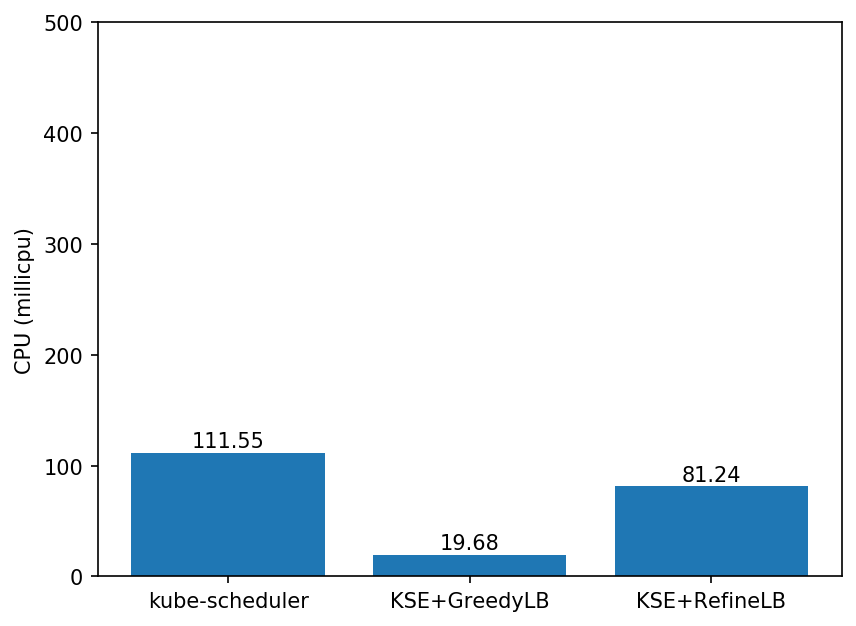 500
400
300
200
100
0
CPU (millicpu)
111.55
19.68
81.24
kube-scheduler
KSE+GreedyLB
KSE+RefineLB